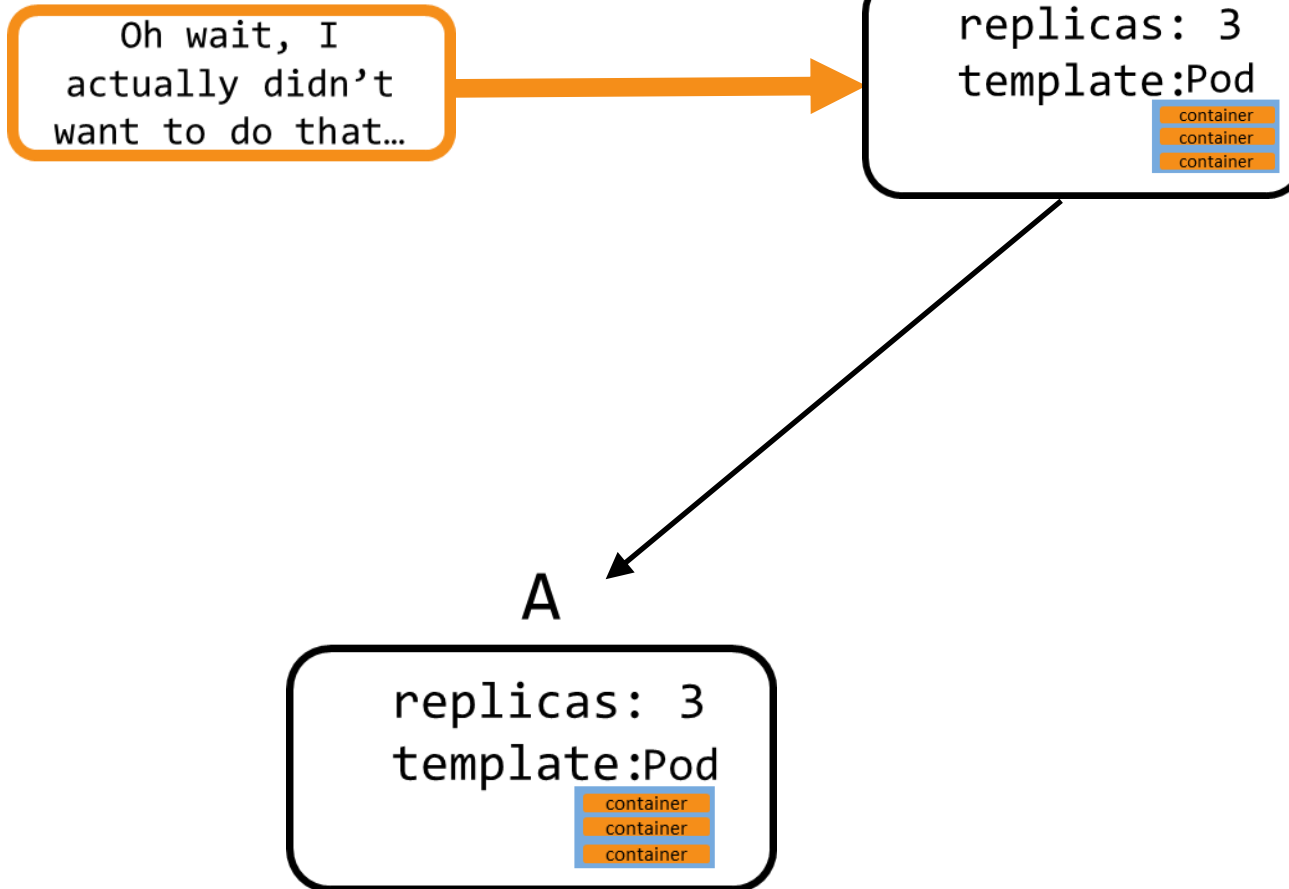 Oh wait, I
actually didn’t
want to do that…
replicas: 3
template:Pod
container
container
container
A
replicas: 3
template:Pod
container
container
container